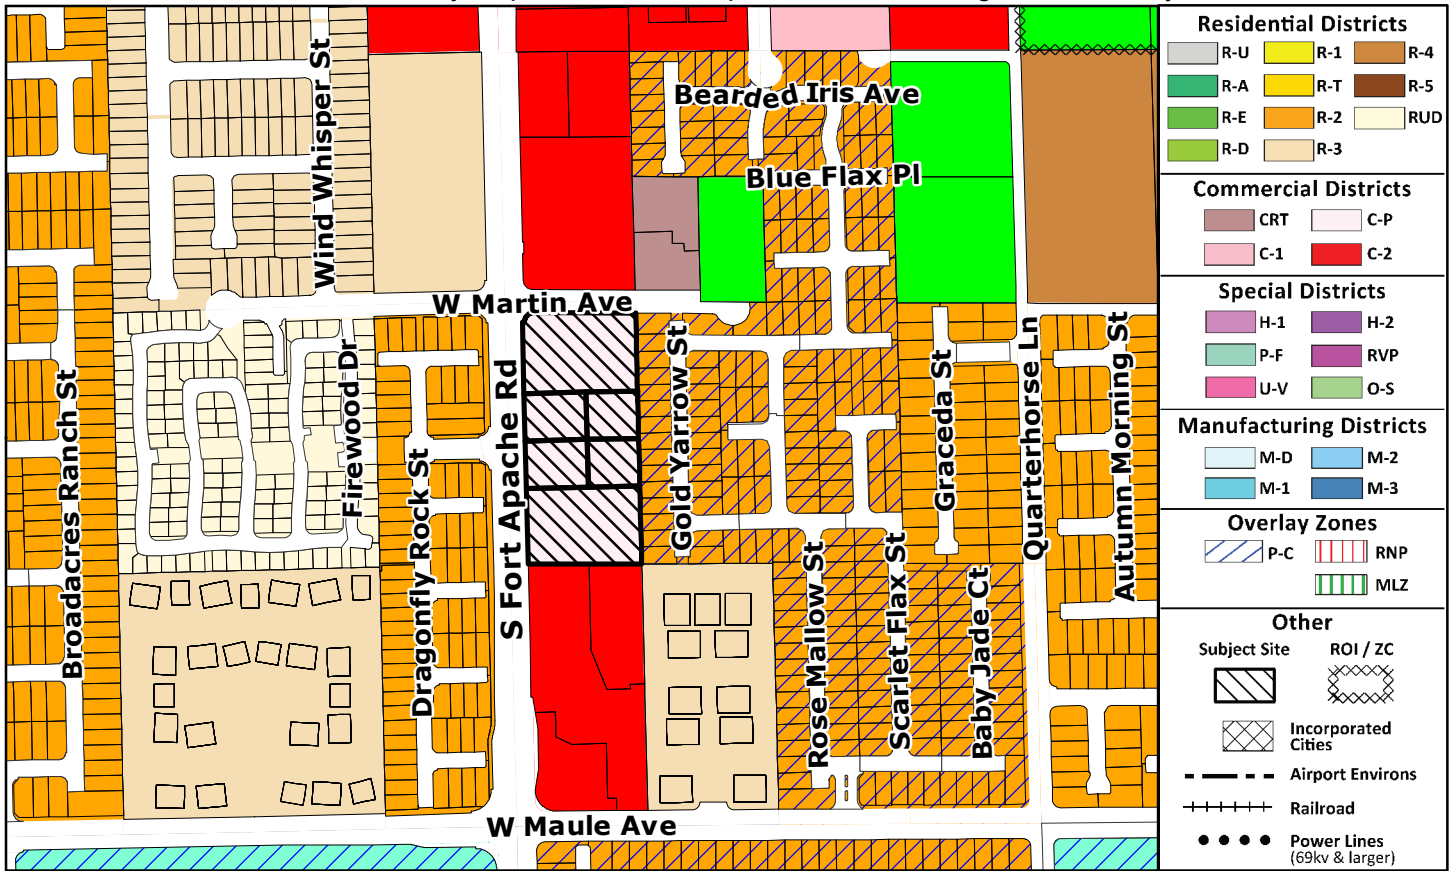 Bearded Iris Ave
Blue Flax Pl
Wind Whisper St
W Martin Ave
Broadacres Ranch St
Firewood Dr
Dragonfly Rock St
S Fort Apache Rd
Gold Yarrow St
Graceda St
Quarterhorse Ln
Autumn Morning St
Rose Mallow St
Scarlet Flax St
Baby Jade Ct
W Maule Ave
Residential Districts
R-U R-1 R-4
R-A R-T R-5
R-E R-2 RUD
R-D R-3
Commercial Districts
CRT C-P
C-1 C-2
Special Districts
H-1 H-2
P-F RVP
U-V O-S
Manufacturing Districts
M-D M-2
M-1 M-3
Overlay Zones
P-C RNP
MLZ
Other
Subject Site ROI / ZC
Incorporated
Cities
Airport Environs
Railroad
Power Lines
(69kv & larger)